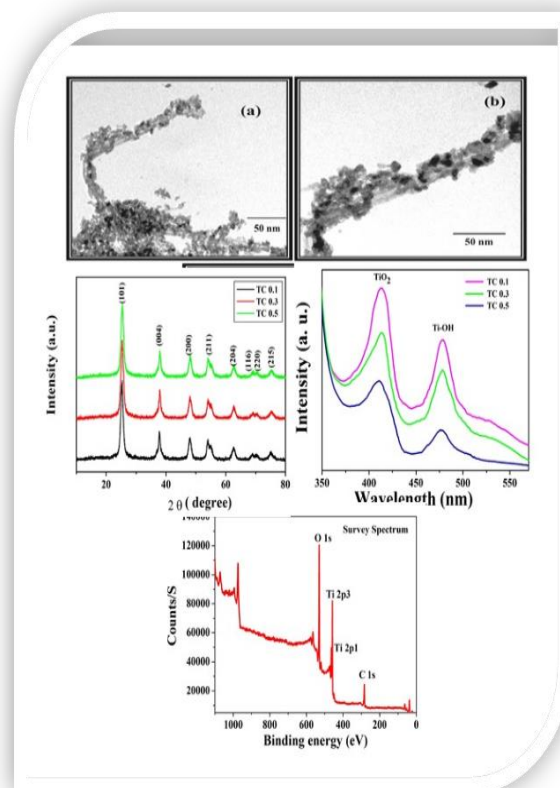 (a)
50 nm
(b)
50 nm
Intensity (a.u.)
(101)
(004)
(200)
(211)
(204)
(116)
(220)
(215)
TC 0.1
TC 0.3
TC 0.5
10 20 40 60 80
2 θ ( degree)
Intensity (a. u.)
TiO2
Ti-OH
TC 0.1
TC 0.3
TC 0.5
350 400 450 500 550
Wavelength (nm)
Counts/S
140000
120000
100000
80000
60000
40000
20000
Survey Spectrum
O 1s
Ti 2p3
Ti 2p1
C 1s
1000 800 600 400 200 0
Binding energy (eV)